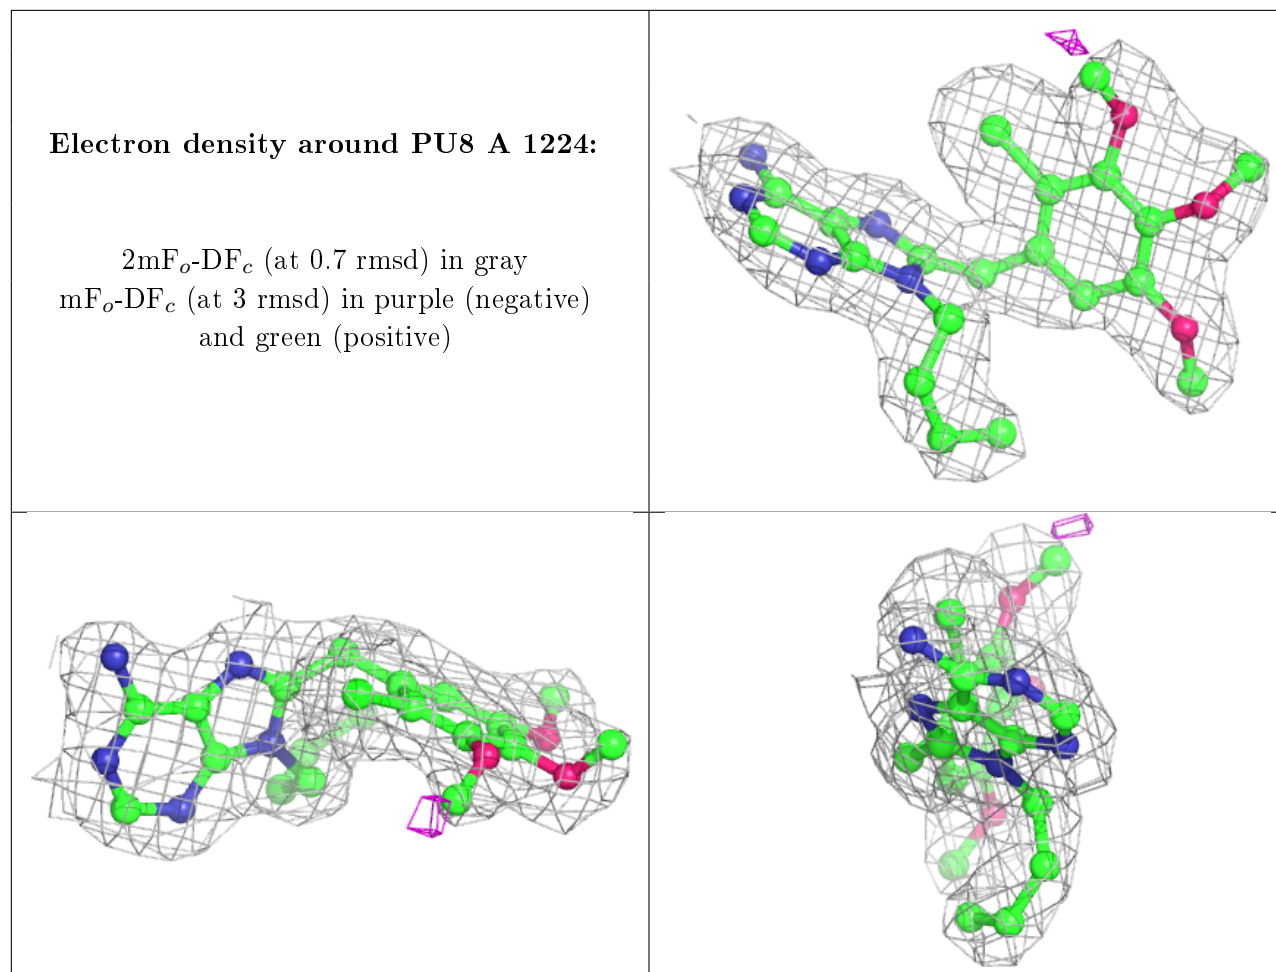 Electron density around PU8 A 1224:
2mFo-DFc (at 0.7 rmsd) in gray
mFo-DFc (at 3 rmsd) in purple (negative)
and green (positive)